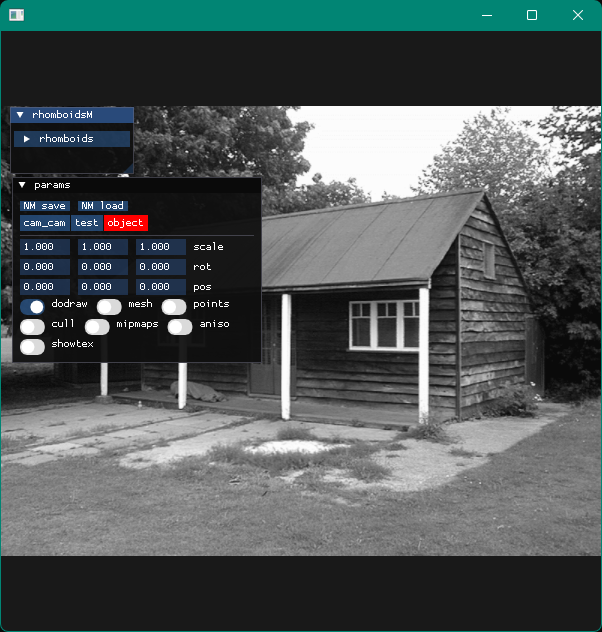 rhomboidsM
rhomboids
params
NM save NM load
cam_cam test object
1.000 1.000 1.000 scale
0.000 0.000 0.000 rot
0.000 0.000 0.000 pos
dodraw mesh points
cull mipmaps aniso
showtex